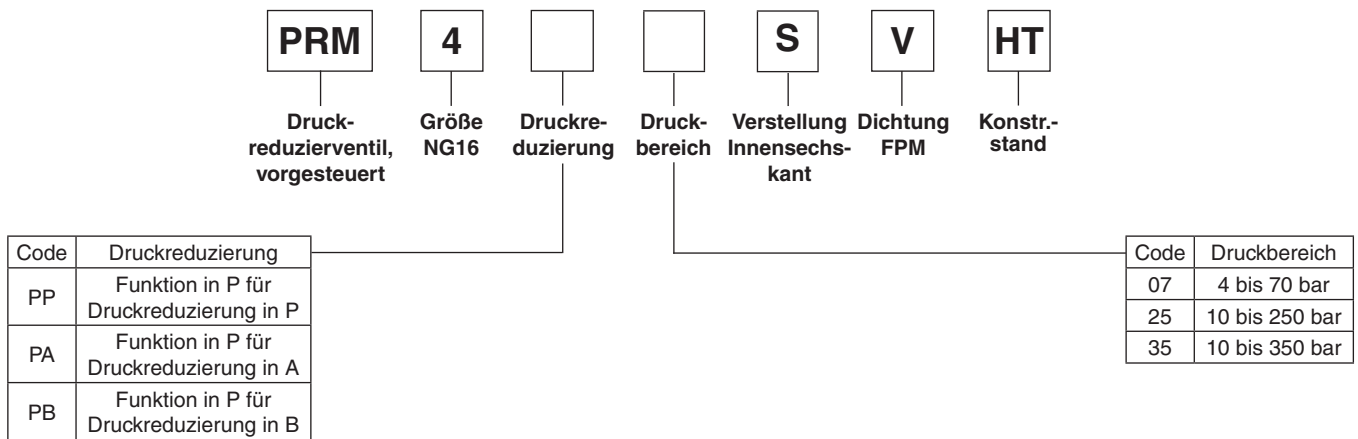 PRM 4 S V HT
Druck- Größe Druckre- Druck- Verstellung Dichtung Konstr.-
reduzierventil, NG16 duzierung bereich Innensechs- FPM stand
vorgesteuert kant
Code Druckreduzierung
PP Funktion in P für
Druckreduzierung in P
PA Funktion in P für
Druckreduzierung in A
PB Funktion in P für
Druckreduzierung in B
Code Druckbereich
07 4 bis 70 bar
25 10 bis 250 bar
35 10 bis 350 bar